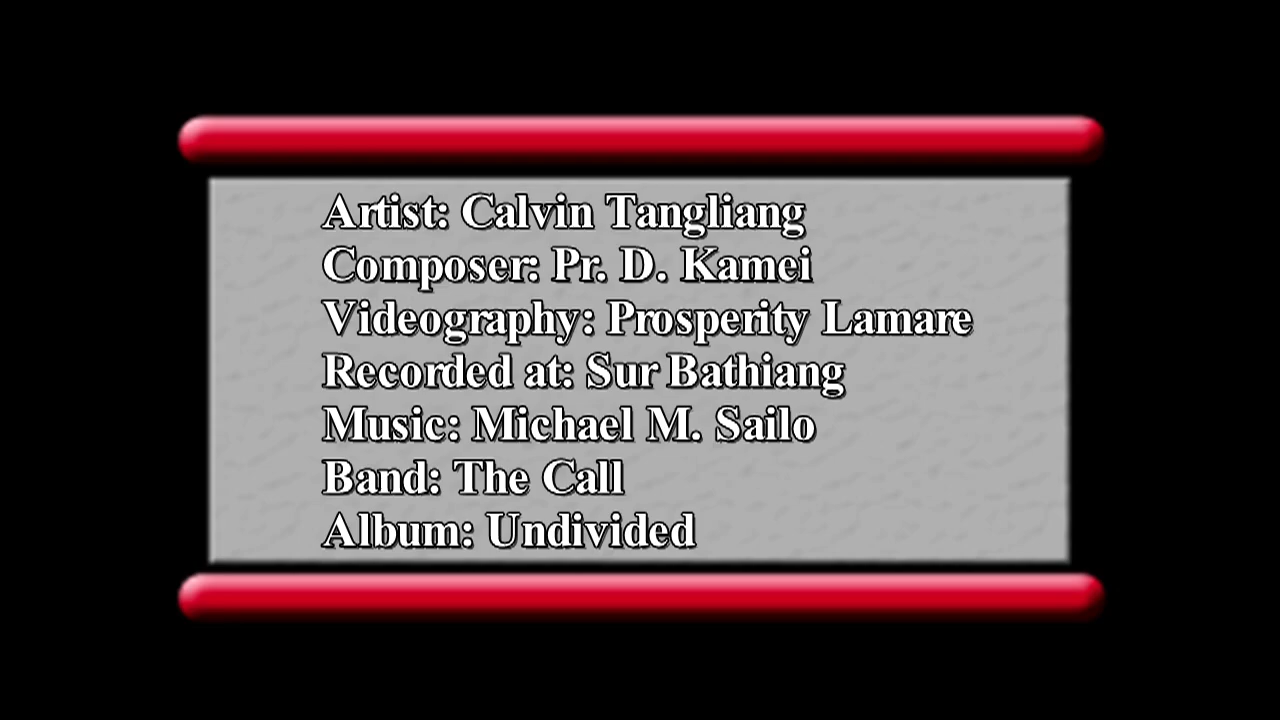 Artist: Calvin Tangliang
Composer: Pr. D. Kamei
Videography: Prosperity Lamare
Recorded at: Sur Bathiang
Music: Michael M. Sailo
Band: The Call
Album: Undivided